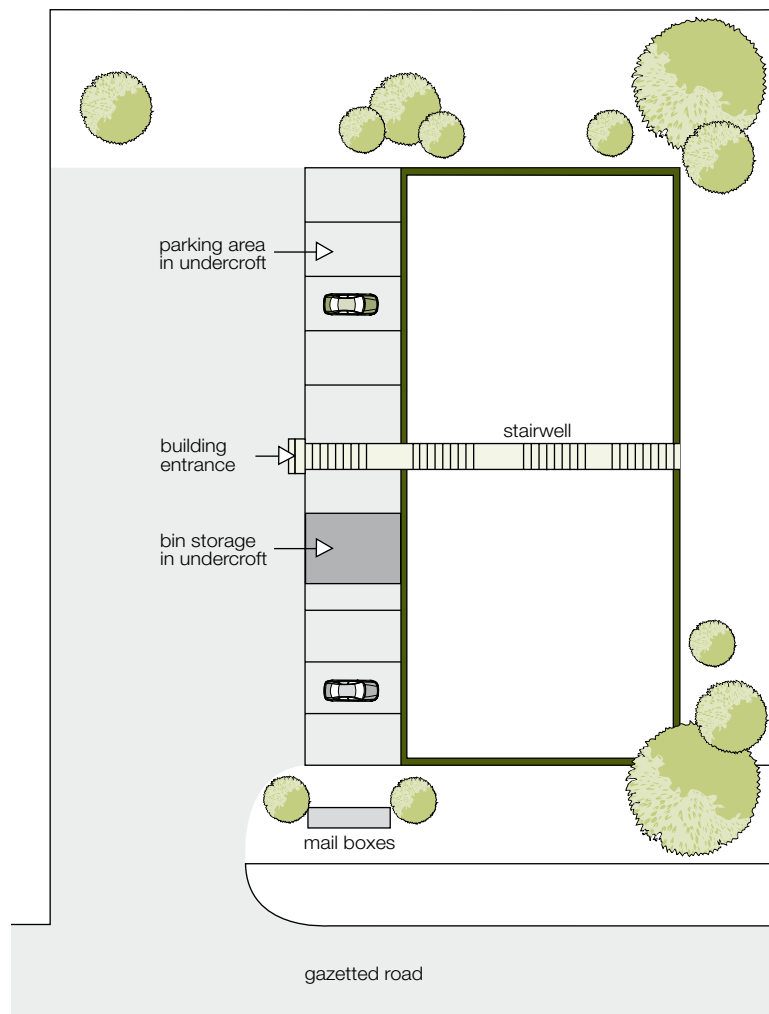 parking area
in undercroft
stairwell
building
entrance
bin storage
in undercroft
mail boxes
gazetted road